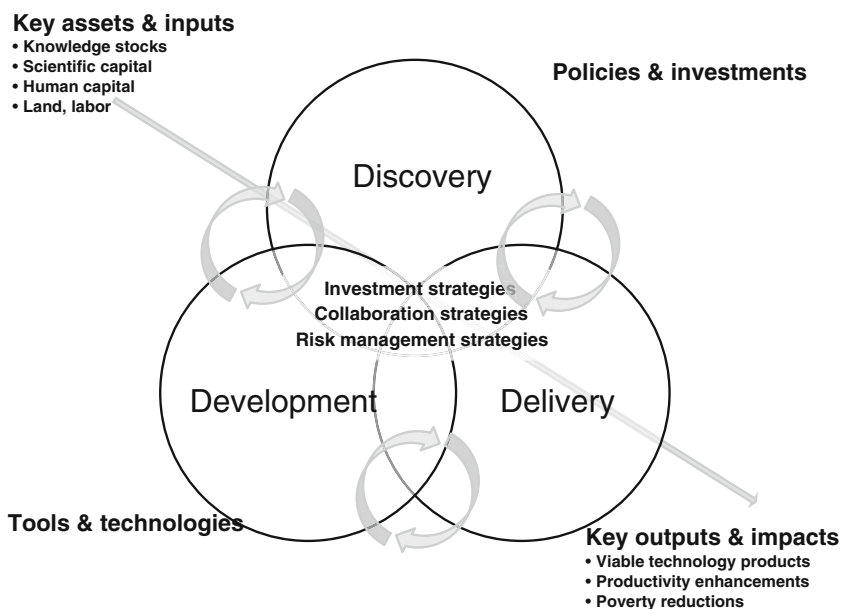 Key assets & inputs
• Knowledge stocks
• Scientific capital
• Human capital
• Land, labor
Policies & investments
Discovery
Investment strategies
Collaboration strategies
Risk management strategies
Development
Delivery
Tools & technologies
Key outputs & impacts
• Viable technology products
• Productivity enhancements
• Poverty reductions